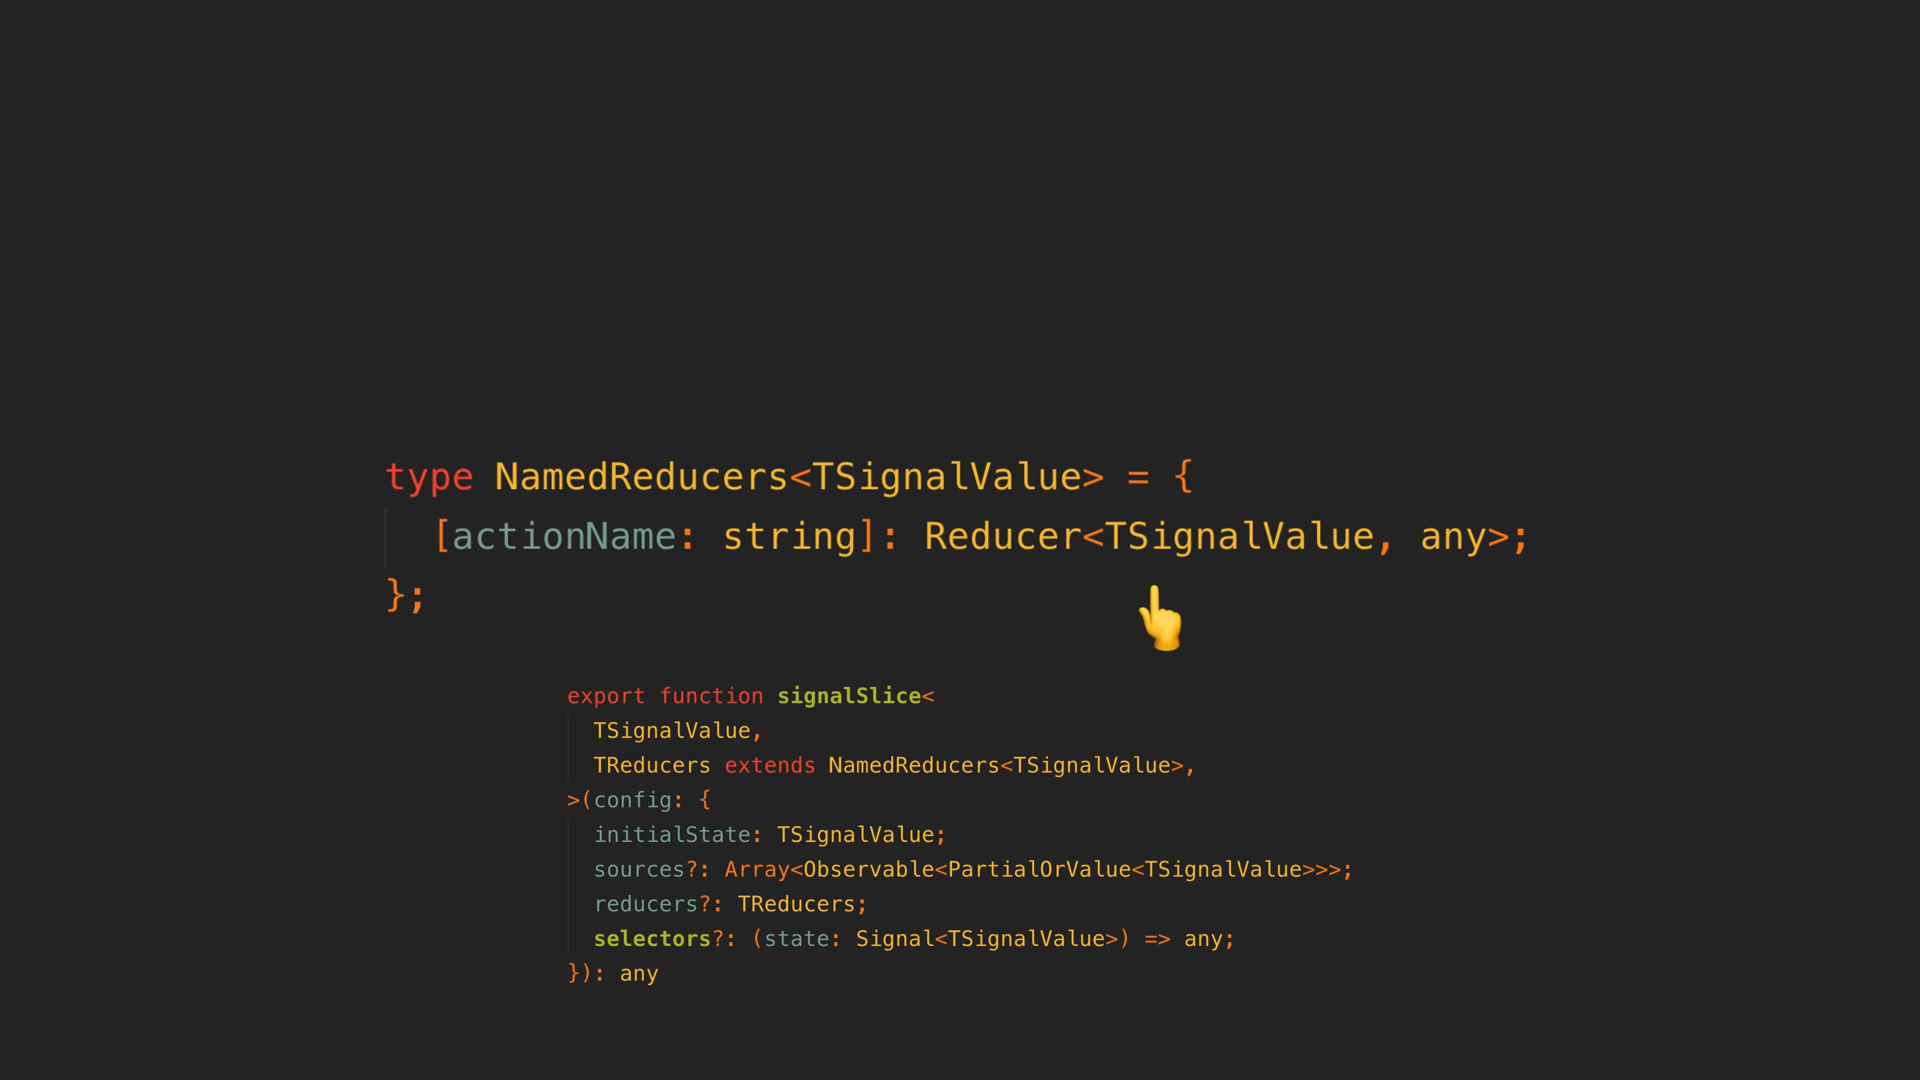 type NamedReducers<TSignalValue> = {
[actionName: string]: Reducer<TSignalValue, any>;
};
export function signalSlice<
TSignalValue,
TReducers extends NamedReducers<TSignalValue>,
>(config: {
initialState: TSignalValue;
sources?: Array<Observable<PartialOrValue<TSignalValue>>>;
reducers?: TReducers;
selectors?: (state: Signal<TSignalValue>) => any;
}): any